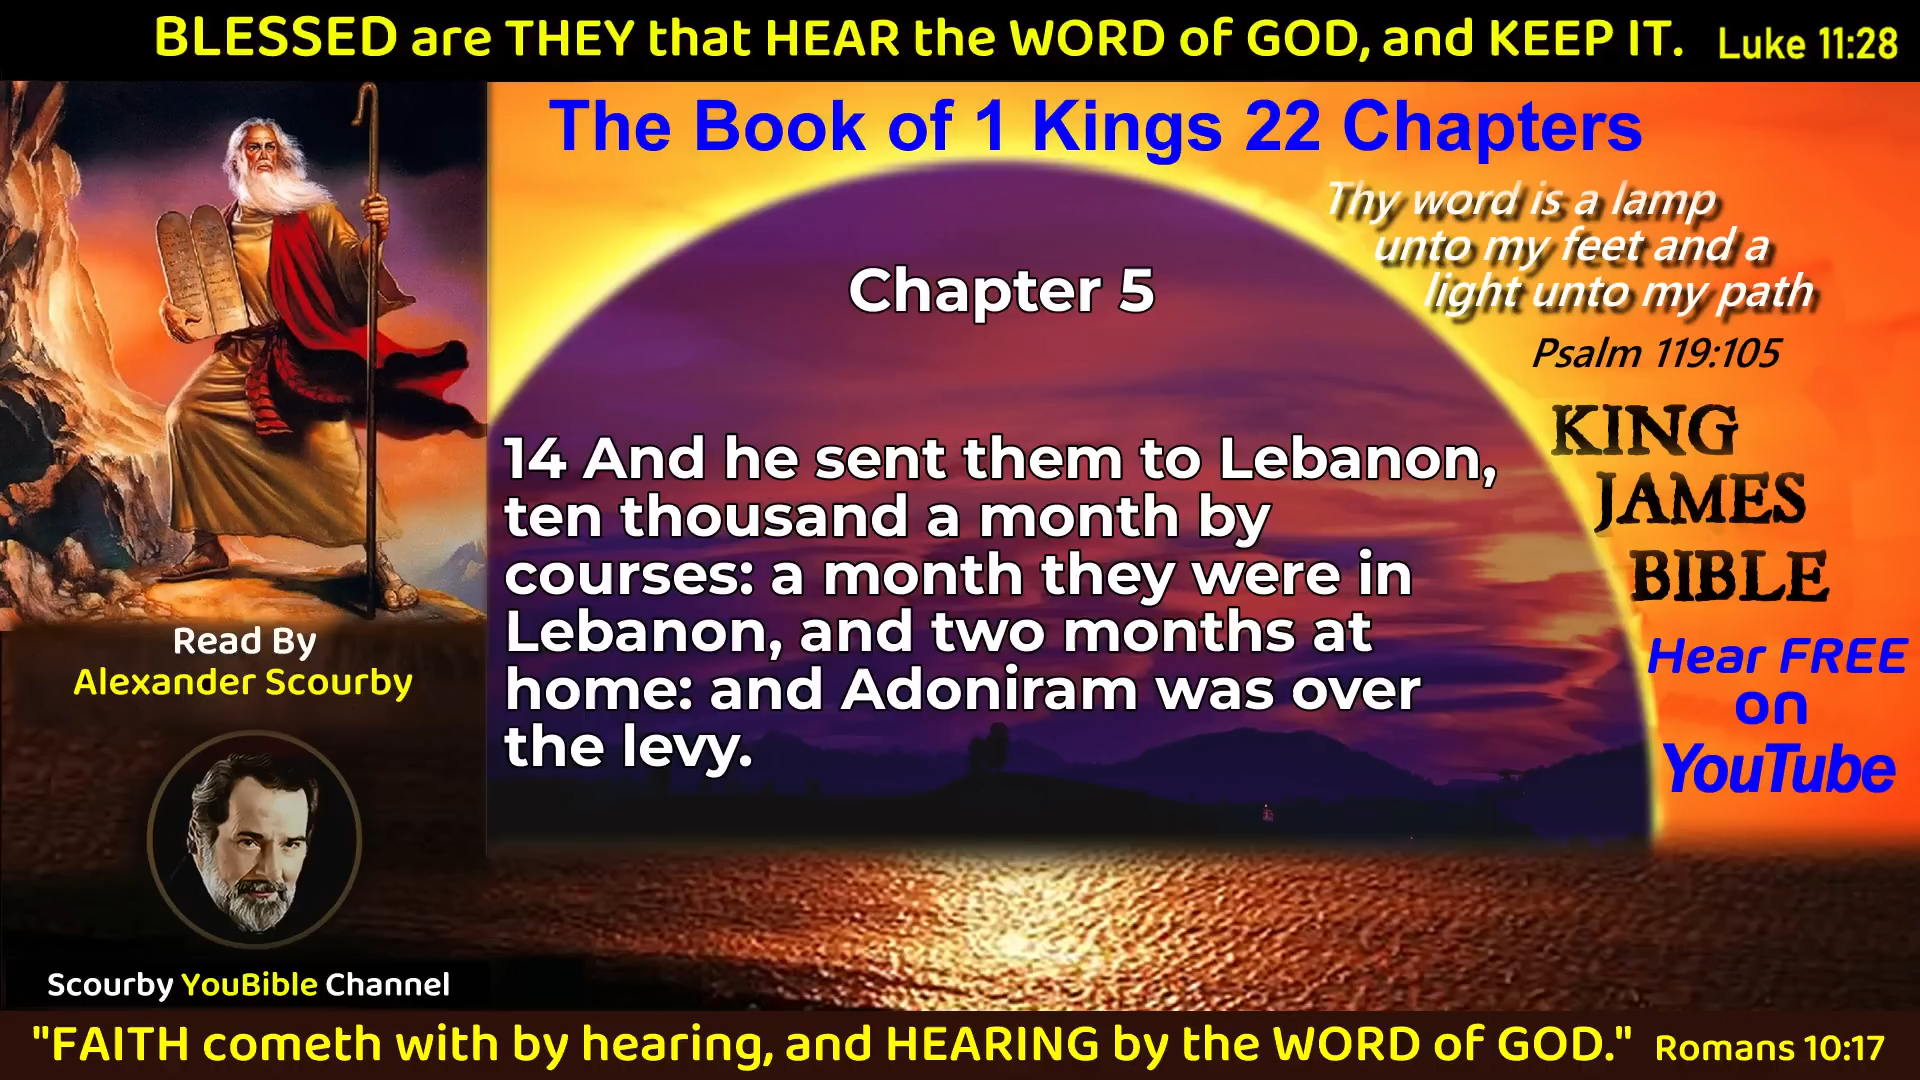 BLESSED are THEY that HEAR the WORD of GOD, and KEEP IT. Luke 11:28
The Book of 1 Kings 22 Chapters
Thy word is a lamp
unto my feet and a
light unto my path
Psalm 119:105
Chapter 5
14 And he sent them to Lebanon,
ten thousand a month by
courses: a month they were in
Lebanon, and two months at
home: and Adoniram was over
the levy.
KING
JAMES
BIBLE
Hear FREE
on
YouTube
Read By
Alexander Scourby
Scourby YouBible Channel
"FAITH cometh with by hearing, and HEARING by the WORD of GOD." Romans 10:17